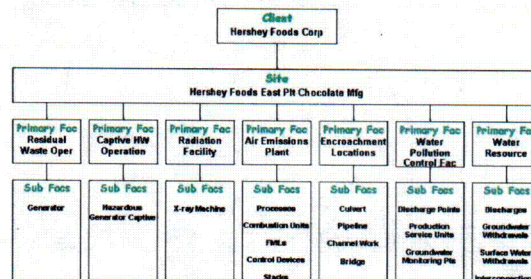 Client
Hershey Foods Corp
Site
Hershey Foods East Plt Chocolate Mfg
Primary Fac
Residual
Waste Oper
Primary Fac
Captive HW
Operation
Primary Fac
Radiation
Facility
Primary Fac
Air Emissions
Plant
Primary Fac
Encroachment
Locations
Primary Fac
Water
Pollution
Control Fac
Primary Fac
Water
Resource
Sub Facs
Generator
Sub Facs
Hazardous
Generator Captive
Sub Facs
X-ray Machine
Sub Facs
Processes
Combustion Units
FMLs
Control Devices
Stacks
Sub Facs
Culvert
Pipeline
Channel Work
Bridge
Sub Facs
Discharge Points
Production
Service Units
Groundwater
Monitoring Pts
Sub Facs
Discharges
Groundwater
Withdrawals
Surface Water
Withdrawals